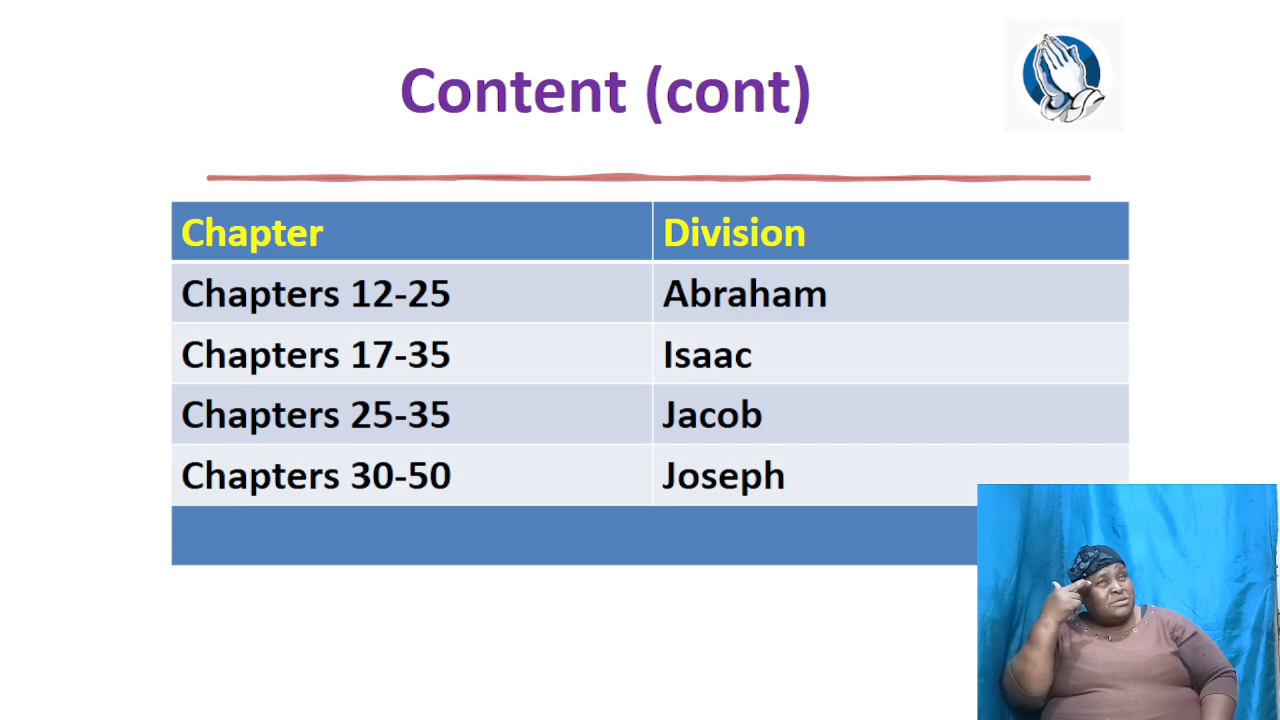 Content (cont)
Chapter Division
Chapters 12-25 Abraham
Chapters 17-35 Isaac
Chapters 25-35 Jacob
Chapters 30-50 Joseph